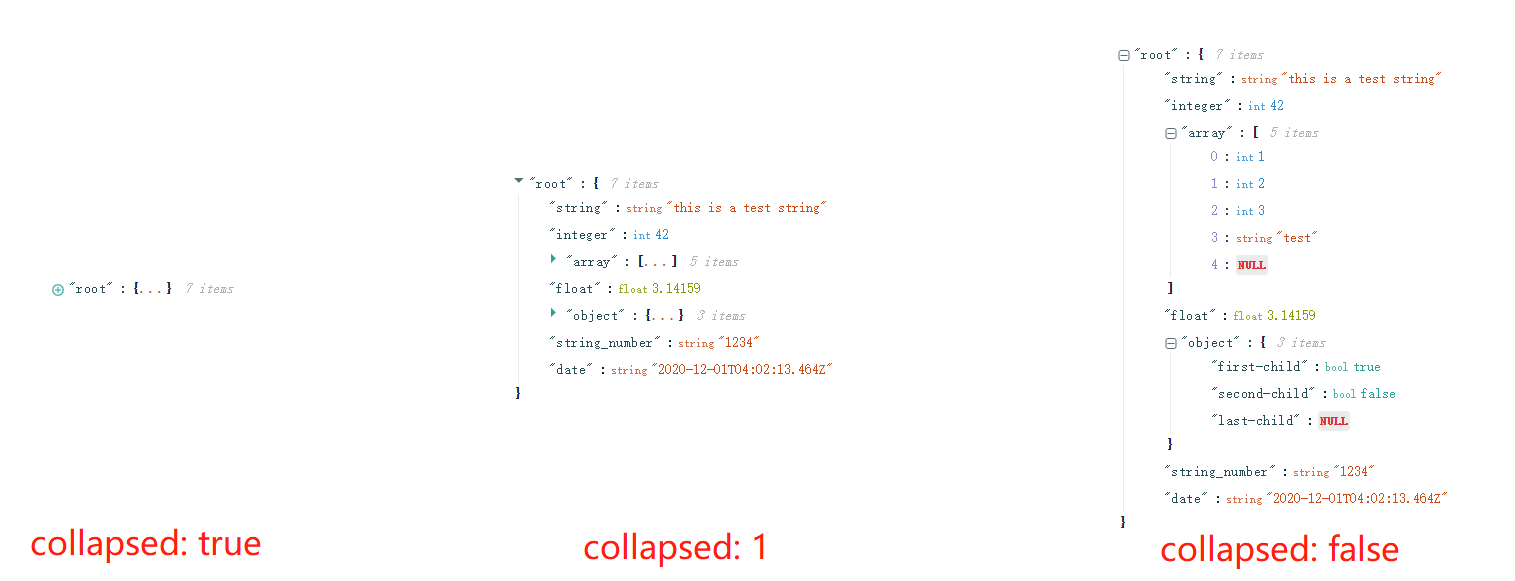 "root" : {...} 7 items
collapsed: true
"root" : { 7 items
"string" : string "this is a test string"
"integer" : int 42
"array" : [...] 5 items
"float" : float 3.14159
"object" : {...} 3 items
"string_number" : string "1234"
"date" : string "2020-12-01T04:02:13.464Z"
}
collapsed: 1
"root" : { 7 items
"string" : string "this is a test string"
"integer" : int 42
"array" : [ 5 items
0 : int 1
1 : int 2
2 : int 3
3 : string "test"
4 : NULL
]
"float" : float 3.14159
"object" : { 3 items
"first-child" : bool true
"second-child" : bool false
"last-child" : NULL
}
"string_number" : string "1234"
"date" : string "2020-12-01T04:02:13.464Z"
}
collapsed: false